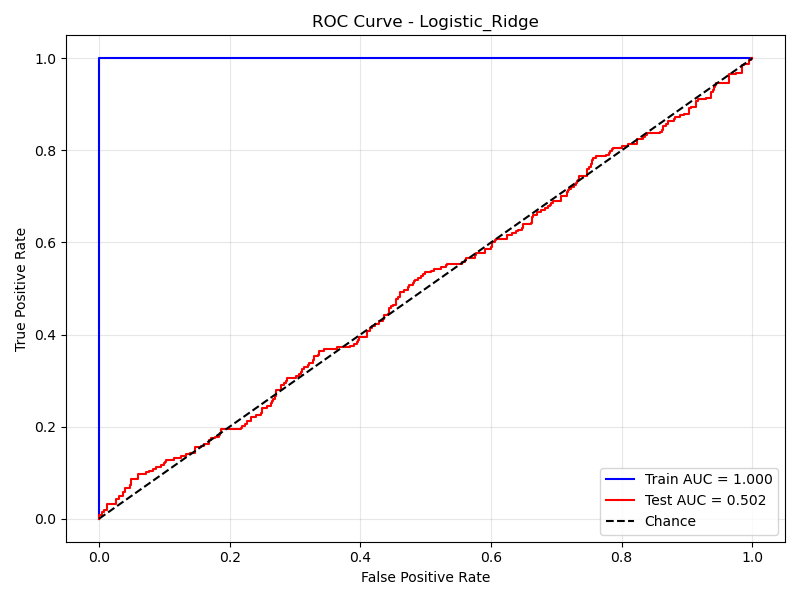 ROC Curve - Logistic_Ridge
True Positive Rate
1.0
0.8
0.6
0.4
0.2
0.0
Train AUC = 1.000
Test AUC = 0.502
Chance
0.0 0.2 0.4 0.6 0.8 1.0
False Positive Rate